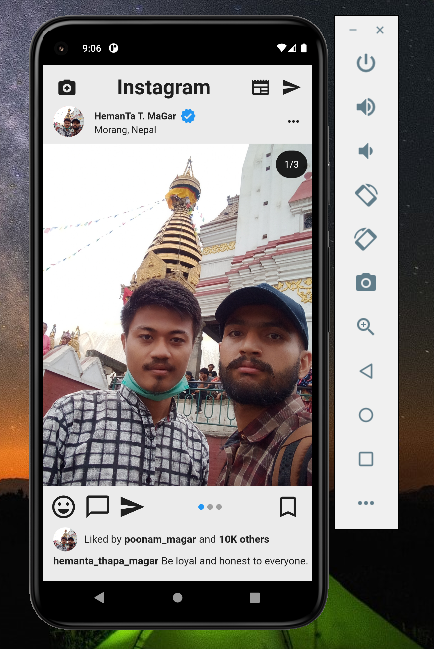 9:06
Instagram
HemanTa T. MaGar
Morang, Nepal
1/3
Liked by poonam_magar and 10K others
hemanta_thapa_magar Be loyal and honest to everyone.